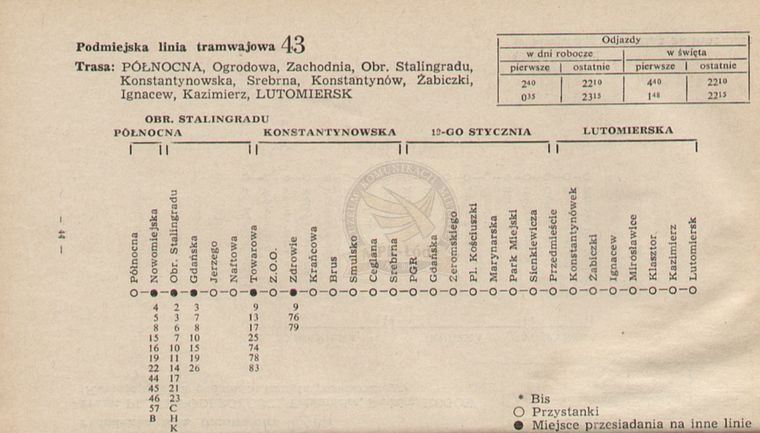 Podmiejska linia tramwajowa 43
Trasa: PÓŁNOCNA, Ogrodowa, Zachodnia, Obr. Stalingradu,
Konstantynowska, Srebrna, Konstantynów, Żabiczki,
Ignacew, Kazimierz, LUTOMIERSK
Odjazdy
w dni robocze w święta
pierwsze ostatnie pierwsze ostatnie
2⁴⁰ 22¹⁰ 4⁴⁰ 22¹⁰
0³⁵ 23¹⁵ 1⁴⁸ 22¹⁵
OBR. STALINGRADU
PÓŁNOCNA KONSTANTYNOWSKA 19-GO STYCZNIA LUTOMIERSKA
— 44 —
Północna
Nowomiejska
Obr. Stalingradu
Gdańska
Jerzego
Naftowa
Towarowa
Z.O.O.
Zdrowie
Krańcowa
Brus
Smulsko
Ceglana
Srebrna
PGR
Gdańska
Żeromskiego
Pl. Kościuszki
Marynarska
Park Miejski
Sienkiewicza
Przedmieście
Konstantynówek
Żabiczki
Ignacew
Mirosławice
Klasztor
Kazimierz
Lutomiersk
4 2 3 9 9
5 3 7 13 76
8 6 8 17 79
15 7 10 25
16 10 15 74
19 11 19 78
22 14 26 83
44 17
45 21
46 23
57 C
B H
K
* Bis
Przystanki
Miejsce przesiadania na inne linie